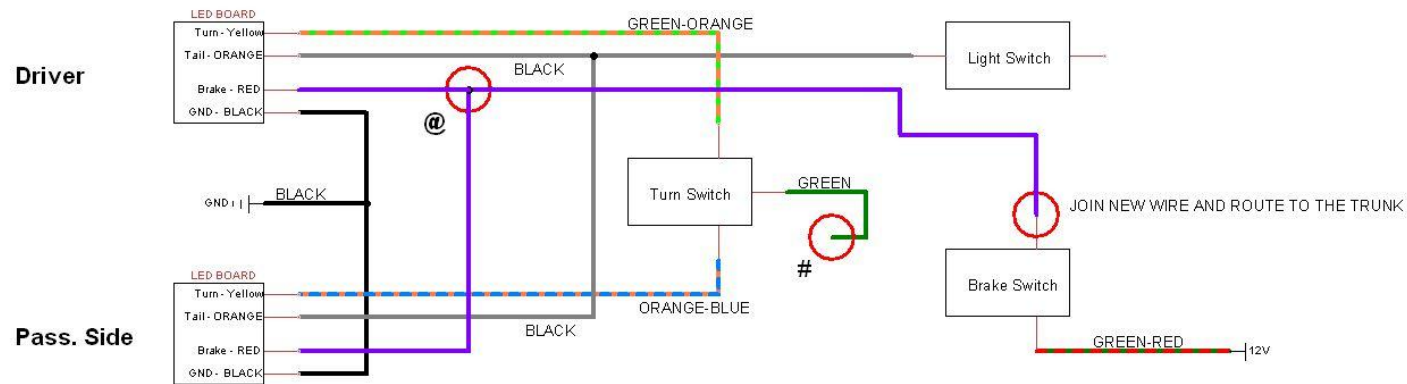 LED BOARD
Turn - Yellow
GREEN-ORANGE
Tail - ORANGE
Light Switch
Driver
BLACK
Brake - RED
@
GND - BLACK
BLACK
GND
Turn Switch
GREEN
JOIN NEW WIRE AND ROUTE TO THE TRUNK
#
LED BOARD
Turn - Yellow
ORANGE-BLUE
Brake Switch
Tail - ORANGE
BLACK
Pass. Side
Brake - RED
GREEN-RED
12V
GND - BLACK